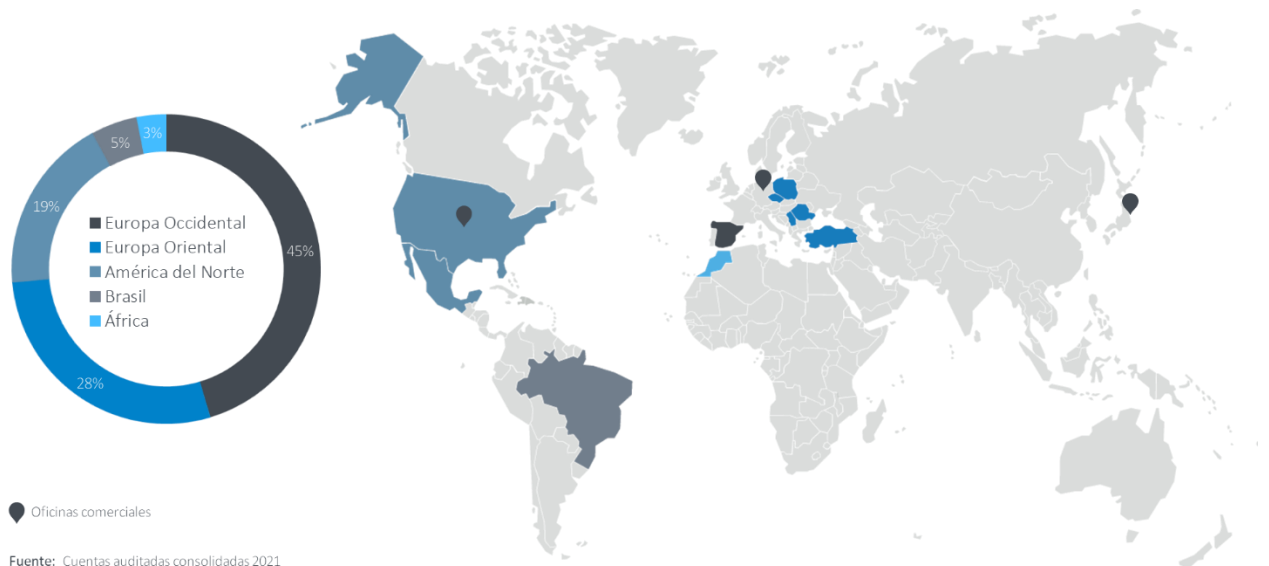 3%
5%
19%
45%
28%
Europa Occidental
Europa Oriental
América del Norte
Brasil
África
Oficinas comerciales
Fuente: Cuentas auditadas consolidadas 2021